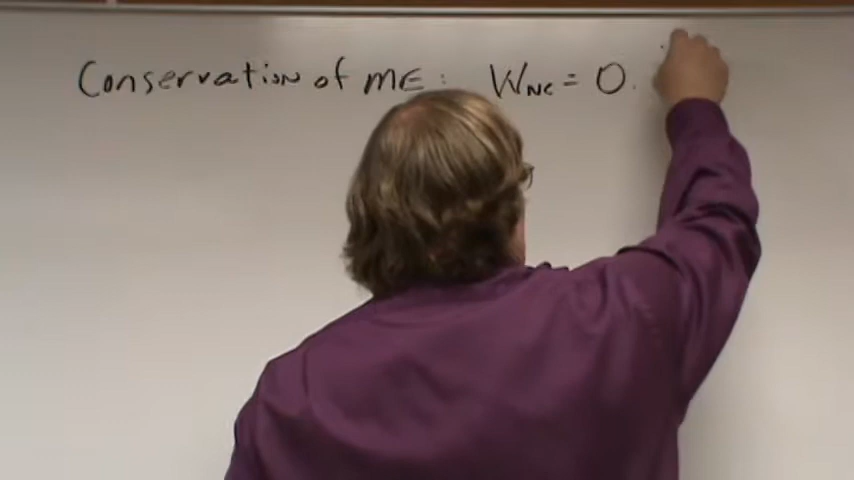 Conservation of ME: W_NC = 0.